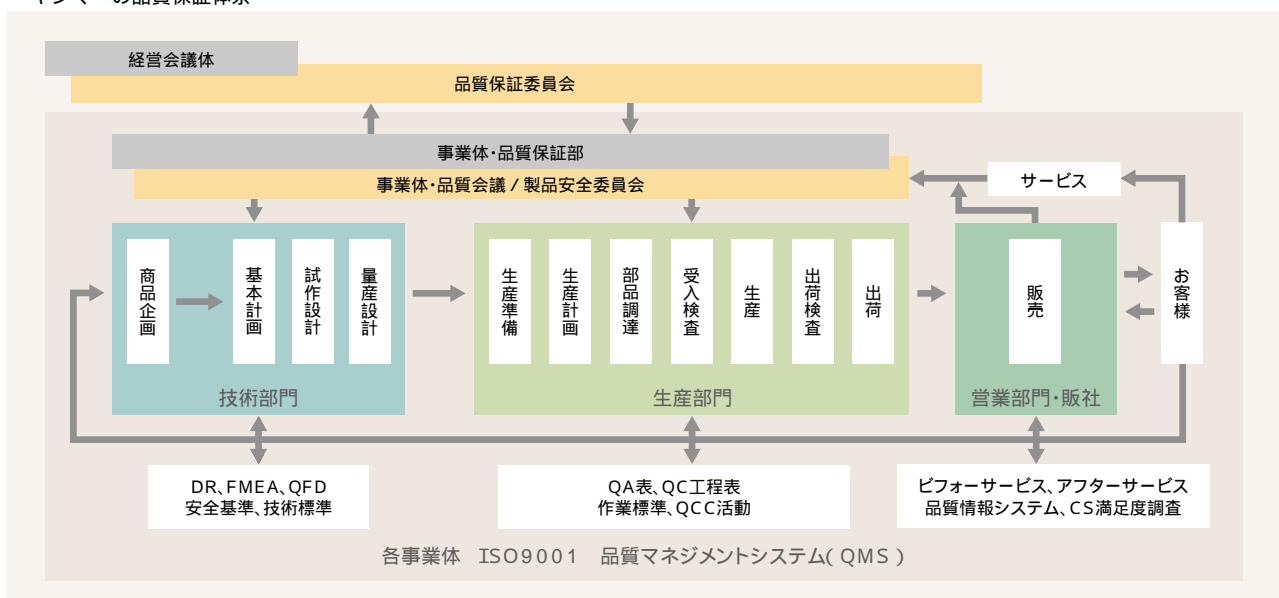 経営会議体
品質保証委員会
事業体・品質保証部
事業体・品質会議/製品安全委員会
サービス
商品企画
基本計画
試作設計
量産設計
生産準備
生産計画
部品調達
受入検査
生産
出荷検査
出荷
販売
お客様
技術部門
生産部門
営業部門・販社
DR、FMEA、QFD
安全基準、技術標準
QA表、QC工程表
作業標準、QCC活動
ビフォーサービス、アフターサービス
品質情報システム、CS満足度調査
各事業体 ISO9001 品質マネジメントシステム(QMS)